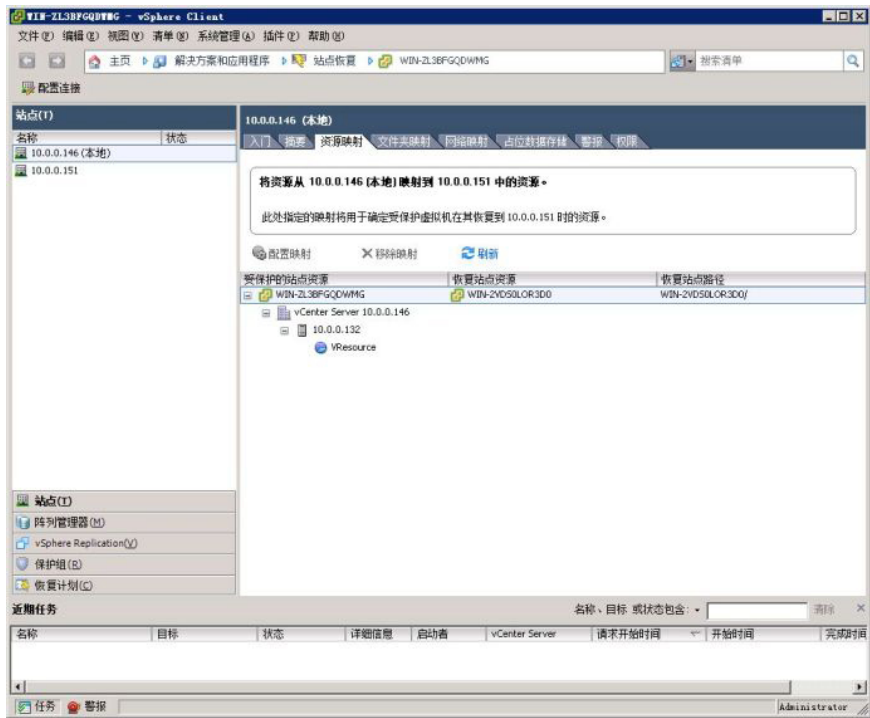 WIN-ZL3BFGQDWMG - vSphere Client
文件(F) 编辑(E) 视图(V) 清单(N) 系统管理(A) 插件(P) 帮助(H)
主页 解决方案和应用程序 站点恢复 WIN-ZL3BFGQDWMG 搜索清单
配置连接
站点(T)
名称 状态
10.0.0.146 (本地)
10.0.0.151
10.0.0.146 (本地)
入门 摘要 资源映射 文件夹映射 网络映射 占位数据存储 警报 权限
将资源从 10.0.0.146 (本地) 映射到 10.0.0.151 中的资源。
此处指定的映射将用于确定受保护虚拟机在其恢复到 10.0.0.151 时的资源。
配置映射 移除映射 刷新
受保护的站点资源 恢复站点资源 恢复站点路径
WIN-ZL3BFGQDWMG WIN-2VDS0LOR3D0 WIN-2VDS0LOR3D0/
vCenter Server 10.0.0.146
10.0.0.132
VResource
站点(T)
阵列管理器(M)
vSphere Replication(V)
保护组(R)
恢复计划(C)
近期任务 名称、目标 或状态包含: 清除
名称 目标 状态 详细信息 启动者 vCenter Server 请求开始时间 开始时间 完成时间
任务 警报 Administrator